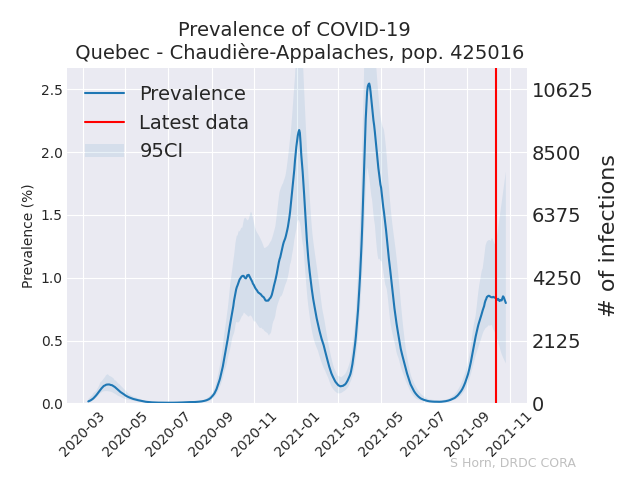 Prevalence of COVID-19
Quebec - Chaudière-Appalaches, pop. 425016
Prevalence
Latest data
95CI
Prevalence (%)
2.5
2.0
1.5
1.0
0.5
0.0
10625
8500
6375
4250
2125
0
# of infections
2020-03
2020-05
2020-07
2020-09
2020-11
2021-01
2021-03
2021-05
2021-07
2021-09
2021-11
S Horn, DRDC CORA